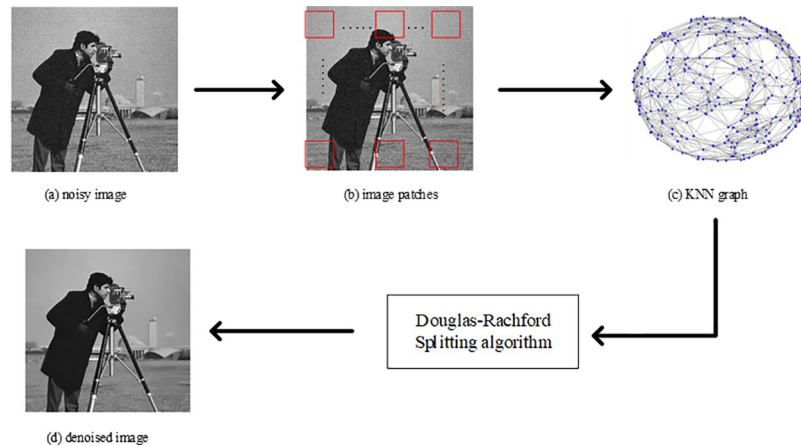 (a) noisy image
(b) image patches
(c) KNN graph
Douglas-Rachford
Splitting algorithm
(d) denoised image